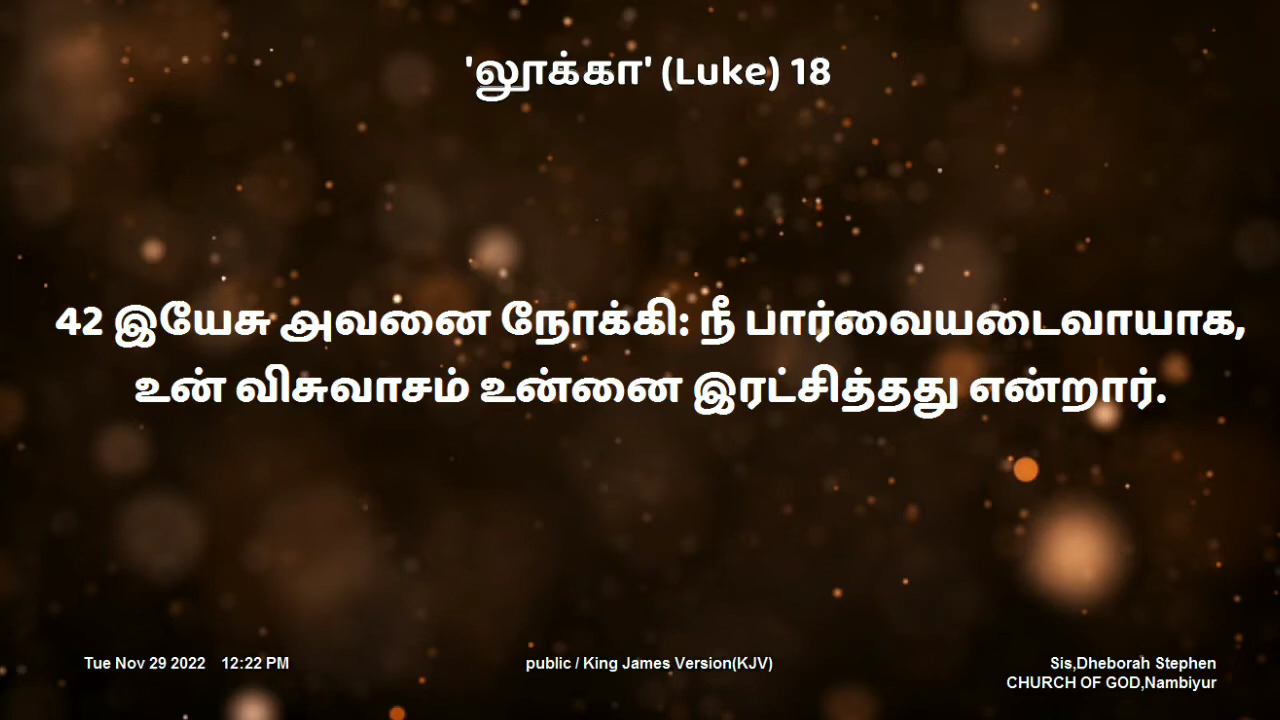 'லூக்கா' (Luke) 18
42 இயேசு அவனை நோக்கி: நீ பார்வையடைவாயாக,
உன் விசுவாசம் உன்னை இரட்சித்தது என்றார்.
Tue Nov 29 2022 12:22 PM
public / King James Version(KJV)
Sis,Dheborah Stephen
CHURCH OF GOD,Nambiyur